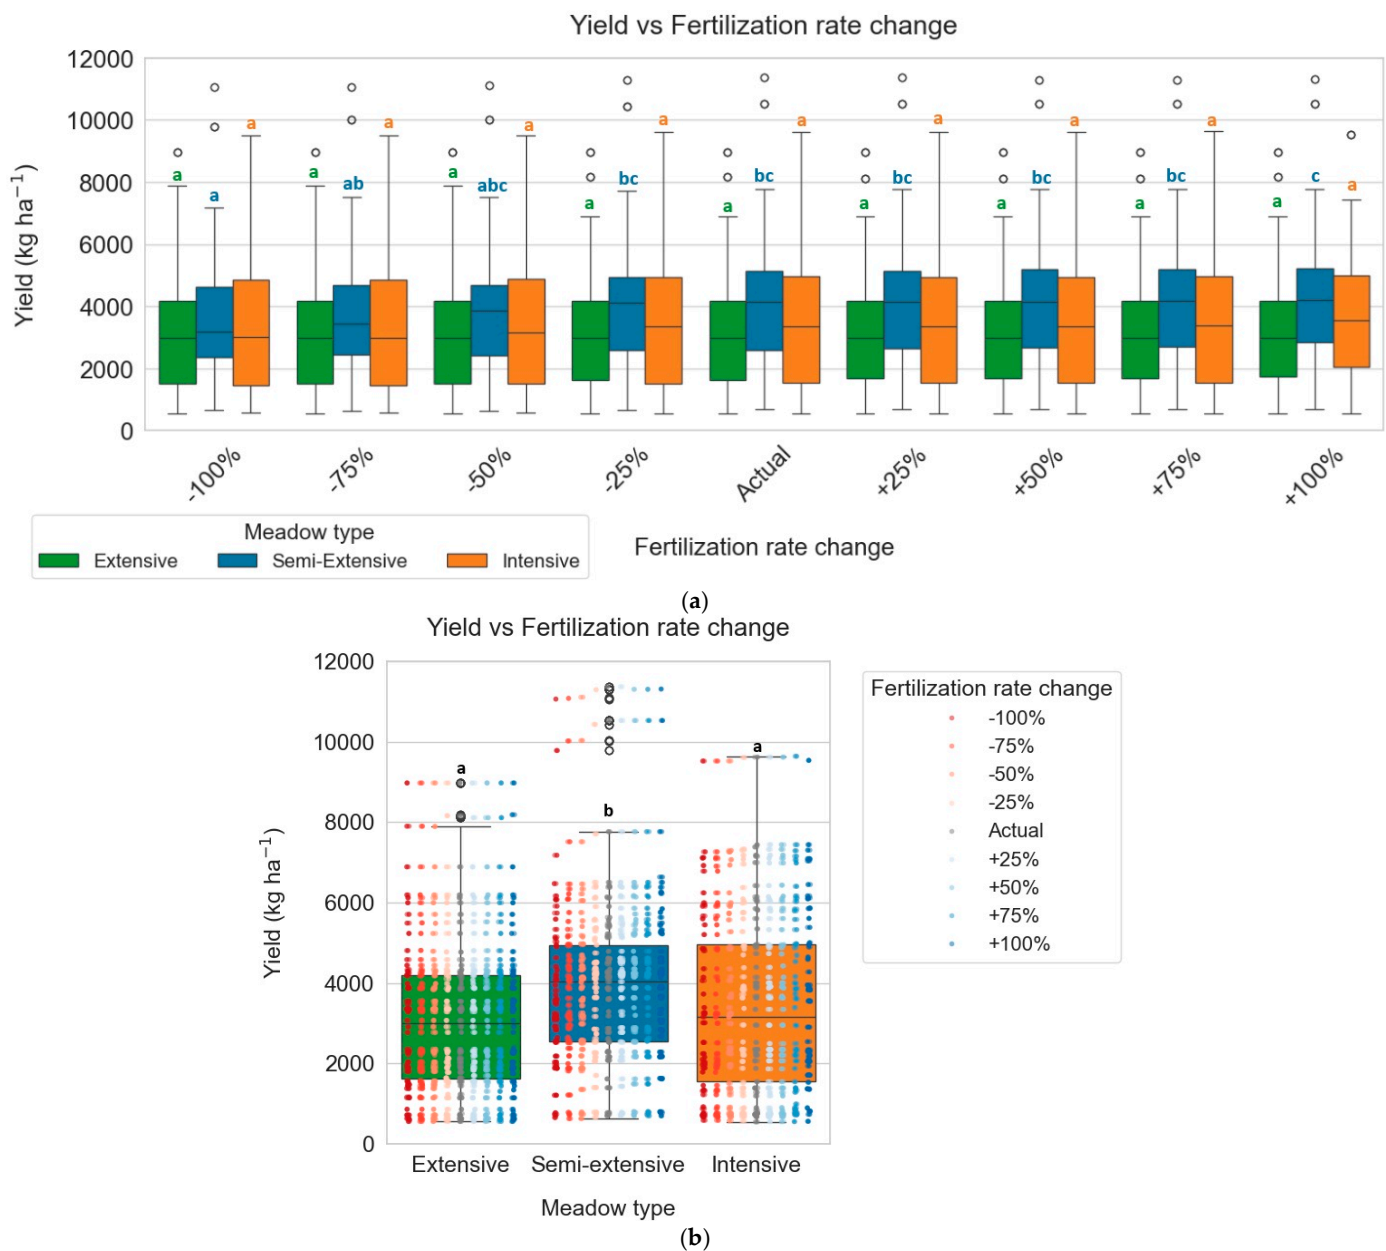 Yield vs Fertilization rate change
12000
10000
8000
6000
4000
2000
0
Yield (kg ha⁻¹)
a a a
a ab a
a abc a
a bc a
a bc a
a bc a
a bc a
a bc a
a c a
-100% -75% -50% -25% Actual +25% +50% +75% +100%
Meadow type
Extensive Semi-Extensive Intensive
Fertilization rate change
(a)
Yield vs Fertilization rate change
12000
10000
8000
6000
4000
2000
0
Yield (kg ha⁻¹)
a b a
Extensive Semi-extensive Intensive
Meadow type
Fertilization rate change
-100%
-75%
-50%
-25%
Actual
+25%
+50%
+75%
+100%
(b)